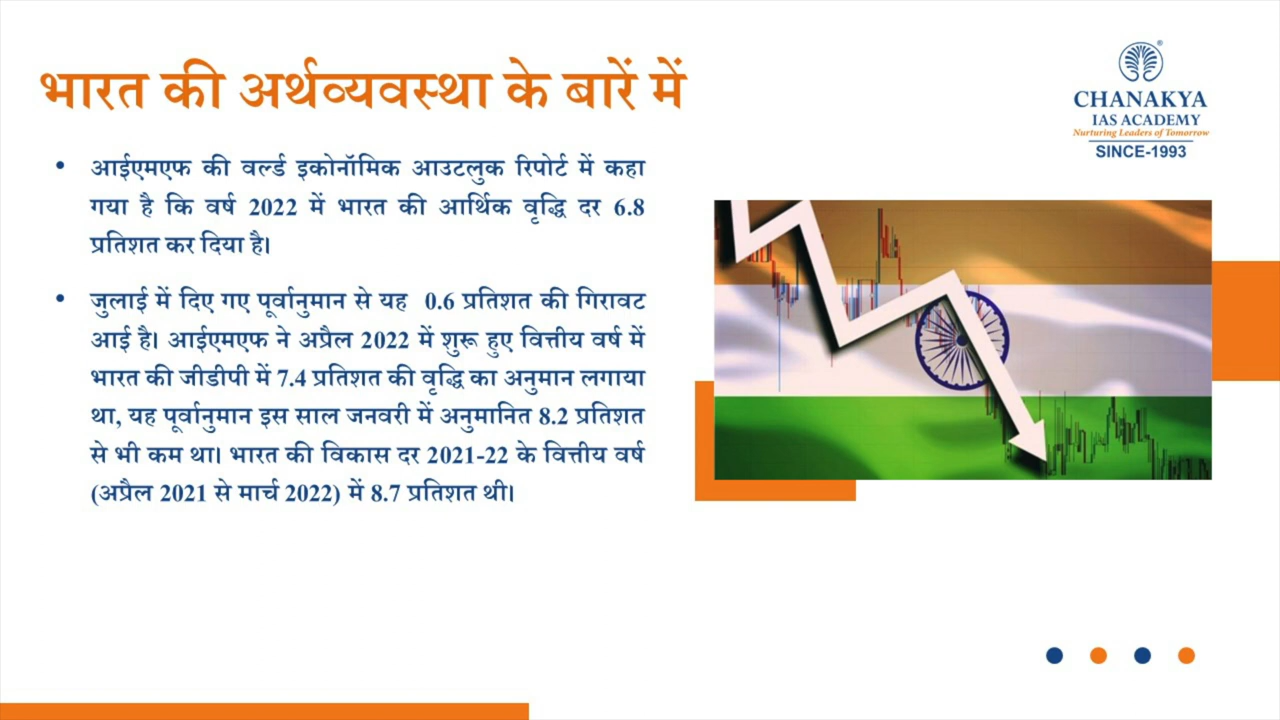 भारत की अर्थव्यवस्था के बारें में
CHANAKYA
IAS ACADEMY
Nurturing Leaders of Tomorrow
SINCE-1993
• आईएमएफ की वर्ल्ड इकोनॉमिक आउटलुक रिपोर्ट में कहा
गया है कि वर्ष 2022 में भारत की आर्थिक वृद्धि दर 6.8
प्रतिशत कर दिया है।
• जुलाई में दिए गए पूर्वानुमान से यह 0.6 प्रतिशत की गिरावट
आई है। आईएमएफ ने अप्रैल 2022 में शुरू हुए वित्तीय वर्ष में
भारत की जीडीपी में 7.4 प्रतिशत की वृद्धि का अनुमान लगाया
था, यह पूर्वानुमान इस साल जनवरी में अनुमानित 8.2 प्रतिशत
से भी कम था। भारत की विकास दर 2021-22 के वित्तीय वर्ष
(अप्रैल 2021 से मार्च 2022) में 8.7 प्रतिशत थी।